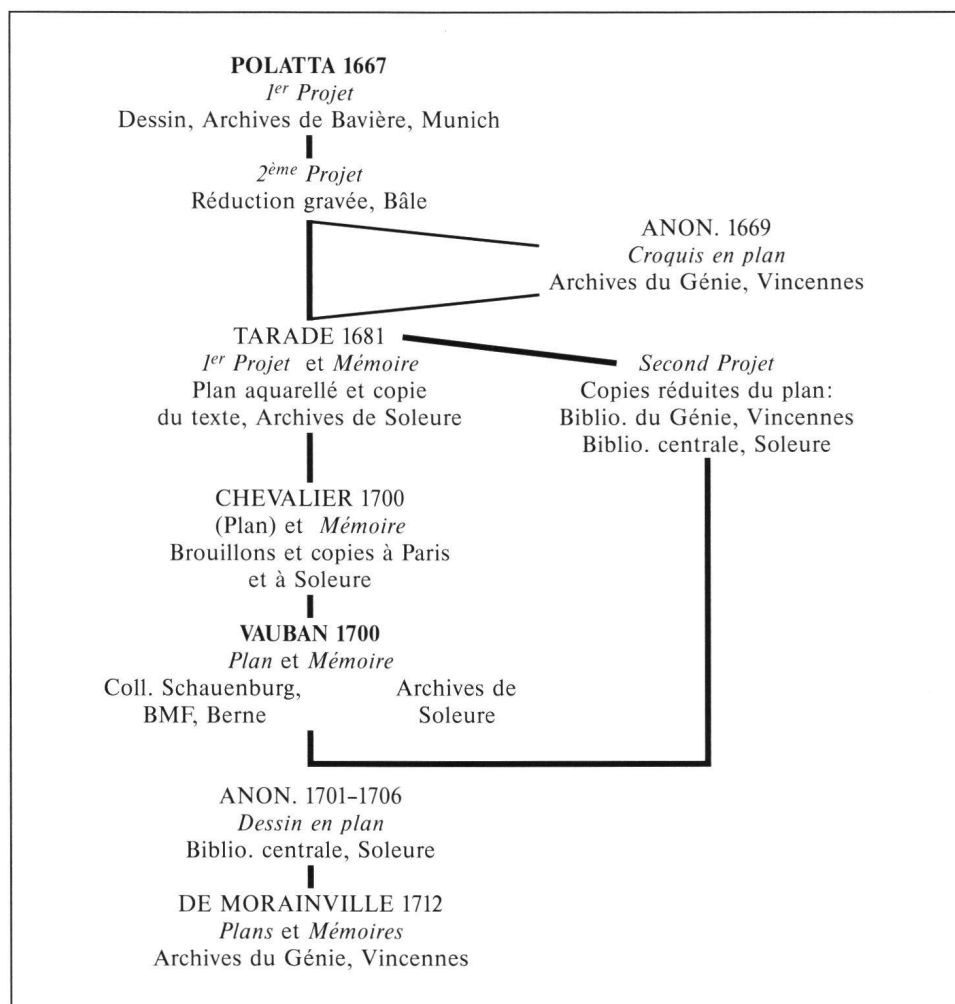 POLATTA 1667
1er Projet
Dessin, Archives de Bavière, Munich
2ème Projet
Réduction gravée, Bâle
ANON. 1669
Croquis en plan
Archives du Génie, Vincennes
TARADE 1681
1er Projet et Mémoire
Plan aquarellé et copie
du texte, Archives de Soleure
Second Projet
Copies réduites du plan:
Biblio. du Génie, Vincennes
Biblio. centrale, Soleure
CHEVALIER 1700
(Plan) et Mémoire
Brouillons et copies à Paris
et à Soleure
VAUBAN 1700
Plan et Mémoire
Coll. Schauenburg,
BMF, Berne
Archives de
Soleure
ANON. 1701–1706
Dessin en plan
Biblio. centrale, Soleure
DE MORAINVILLE 1712
Plans et Mémoires
Archives du Génie, Vincennes